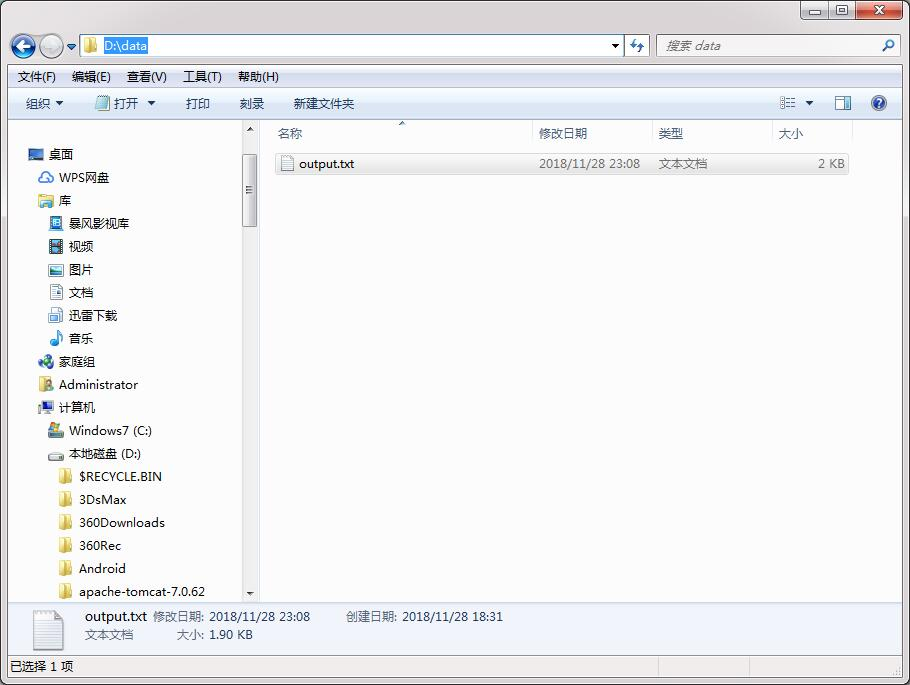 D:\data
搜索 data
文件(F) 编辑(E) 查看(V) 工具(T) 帮助(H)
组织 打开 打印 刻录 新建文件夹
名称 修改日期 类型 大小
output.txt 2018/11/28 23:08 文本文档 2 KB
桌面
WPS网盘
库
暴风影视库
视频
图片
文档
迅雷下载
音乐
家庭组
Administrator
计算机
Windows7 (C:)
本地磁盘 (D:)
$RECYCLE.BIN
3DsMax
360Downloads
360Rec
Android
apache-tomcat-7.0.62
output.txt 修改日期: 2018/11/28 23:08 创建日期: 2018/11/28 18:31
文本文档 大小: 1.90 KB
已选择 1 项